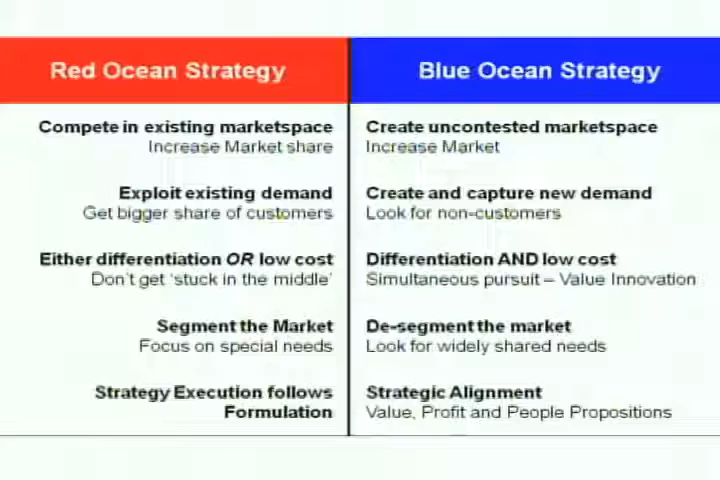 Red Ocean Strategy
Blue Ocean Strategy
Compete in existing marketspace
Increase Market share
Create uncontested marketspace
Increase Market
Exploit existing demand
Get bigger share of customers
Create and capture new demand
Look for non-customers
Either differentiation OR low cost
Don't get 'stuck in the middle'
Differentiation AND low cost
Simultaneous pursuit – Value Innovation
Segment the Market
Focus on special needs
De-segment the market
Look for widely shared needs
Strategy Execution follows
Formulation
Strategic Alignment
Value, Profit and People Propositions